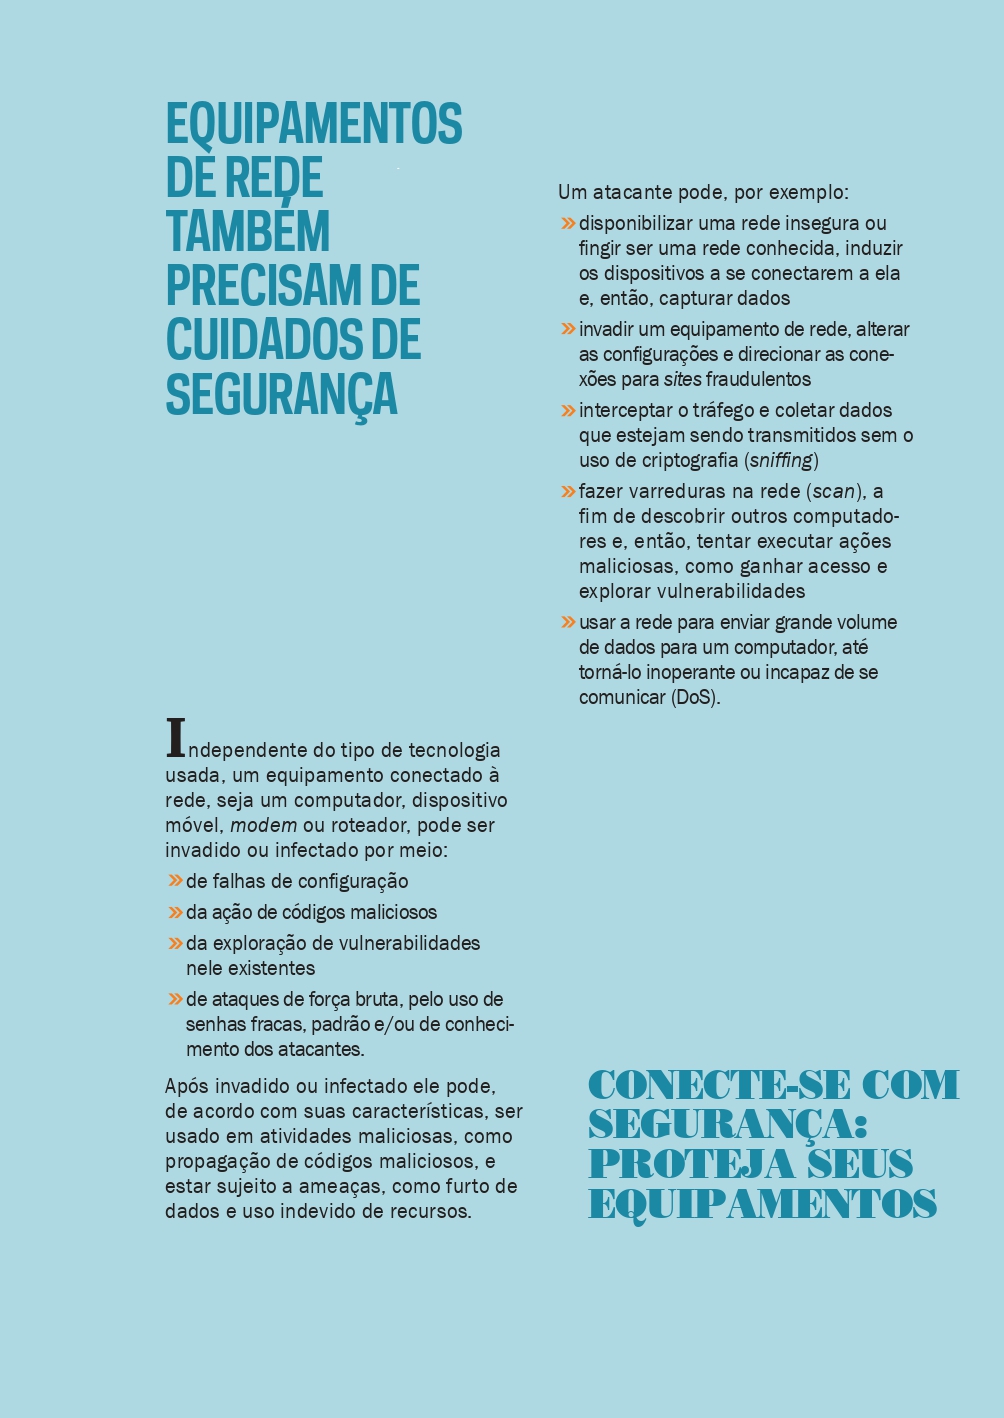 EQUIPAMENTOS
DE REDE
TAMBÉM
PRECISAM DE
CUIDADOS DE
SEGURANÇA
Independente do tipo de tecnologia
usada, um equipamento conectado à
rede, seja um computador, dispositivo
móvel, modem ou roteador, pode ser
invadido ou infectado por meio:
» de falhas de configuração
» da ação de códigos maliciosos
» da exploração de vulnerabilidades
nele existentes
» de ataques de força bruta, pelo uso de
senhas fracas, padrão e/ou de conheci-
mento dos atacantes.
Após invadido ou infectado ele pode,
de acordo com suas características, ser
usado em atividades maliciosas, como
propagação de códigos maliciosos, e
estar sujeito a ameaças, como furto de
dados e uso indevido de recursos.
Um atacante pode, por exemplo:
» disponibilizar uma rede insegura ou
fingir ser uma rede conhecida, induzir
os dispositivos a se conectarem a ela
e, então, capturar dados
» invadir um equipamento de rede, alterar
as configurações e direcionar as cone-
xões para sites fraudulentos
» interceptar o tráfego e coletar dados
que estejam sendo transmitidos sem o
uso de criptografia (sniffing)
» fazer varreduras na rede (scan), a
fim de descobrir outros computado-
res e, então, tentar executar ações
maliciosas, como ganhar acesso e
explorar vulnerabilidades
» usar a rede para enviar grande volume
de dados para um computador, até
torná-lo inoperante ou incapaz de se
comunicar (DoS).
CONECTE-SE COM
SEGURANÇA:
PROTEJA SEUS
EQUIPAMENTOS